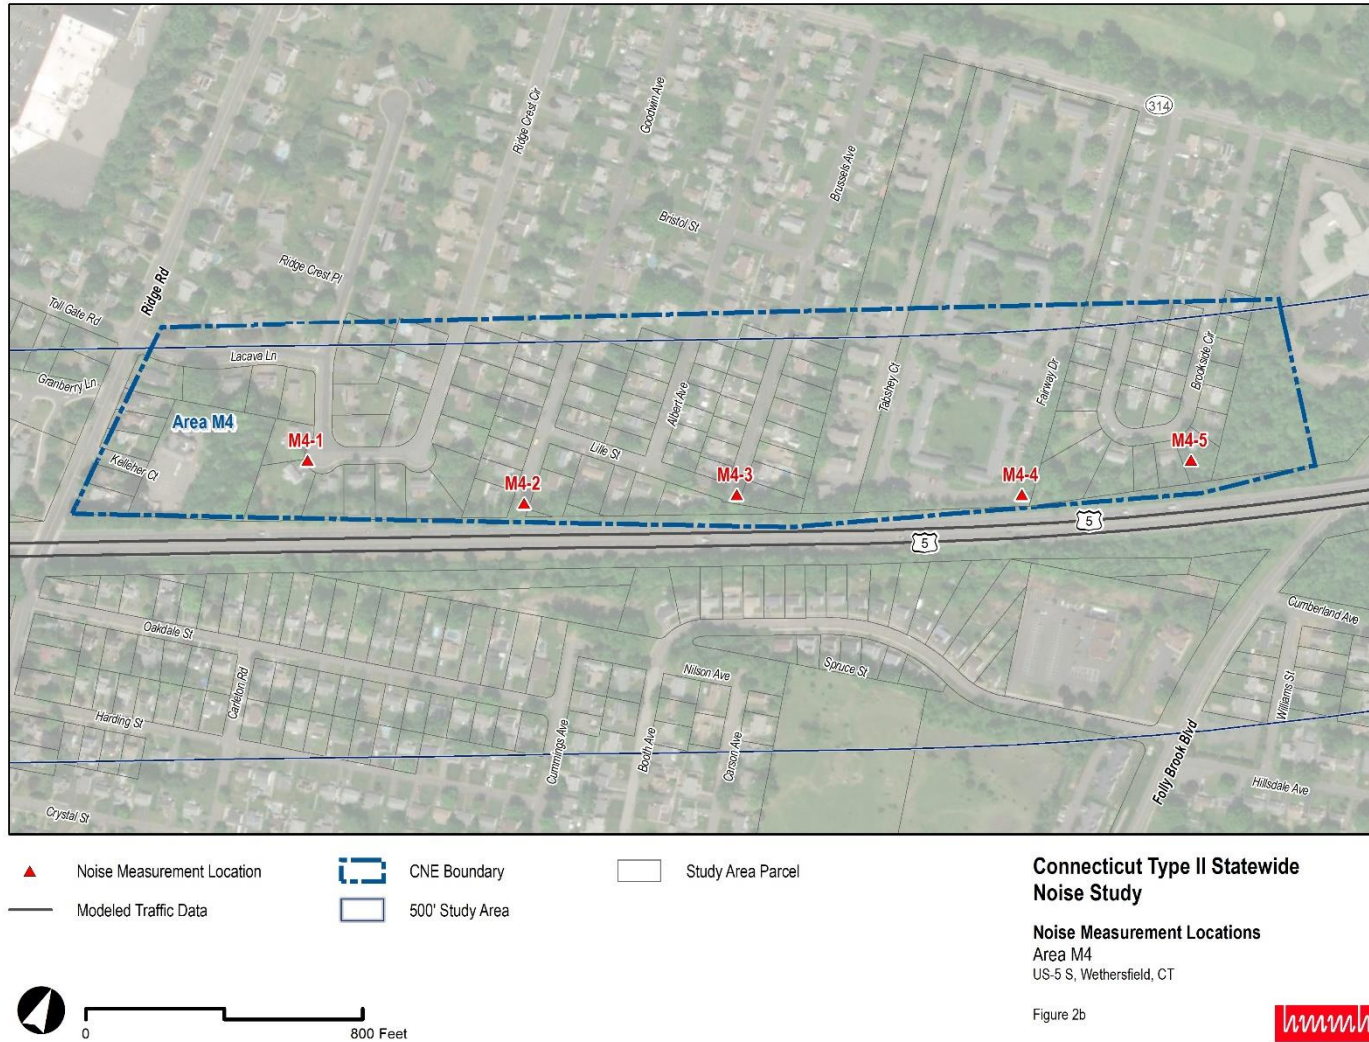 314
Goodwin Ave
Ridge Crest Cir
Brussels Ave
Bristol St
Ridge Crest Pl
Ridge Rd
Toll Gate Rd
Granberry Ln
Lacava Ln
Area M4
Kelleher Ct
M4-1
M4-2
Lille St
Albert Ave
M4-3
Tabshey Ct
Fairway Dr
M4-4
Brookside Cir
M4-5
5
5
Oakdale St
Carleton Rd
Harding St
Crystal St
Cummings Ave
Booth Ave
Nilson Ave
Carson Ave
Spruce St
Folly Brook Blvd
Cumberland Ave
Williams St
Hillsdale Ave
Noise Measurement Location
CNE Boundary
Study Area Parcel
Modeled Traffic Data
500' Study Area
0
800 Feet
Connecticut Type II Statewide
Noise Study
Noise Measurement Locations
Area M4
US-5 S, Wethersfield, CT
Figure 2b
hmmh